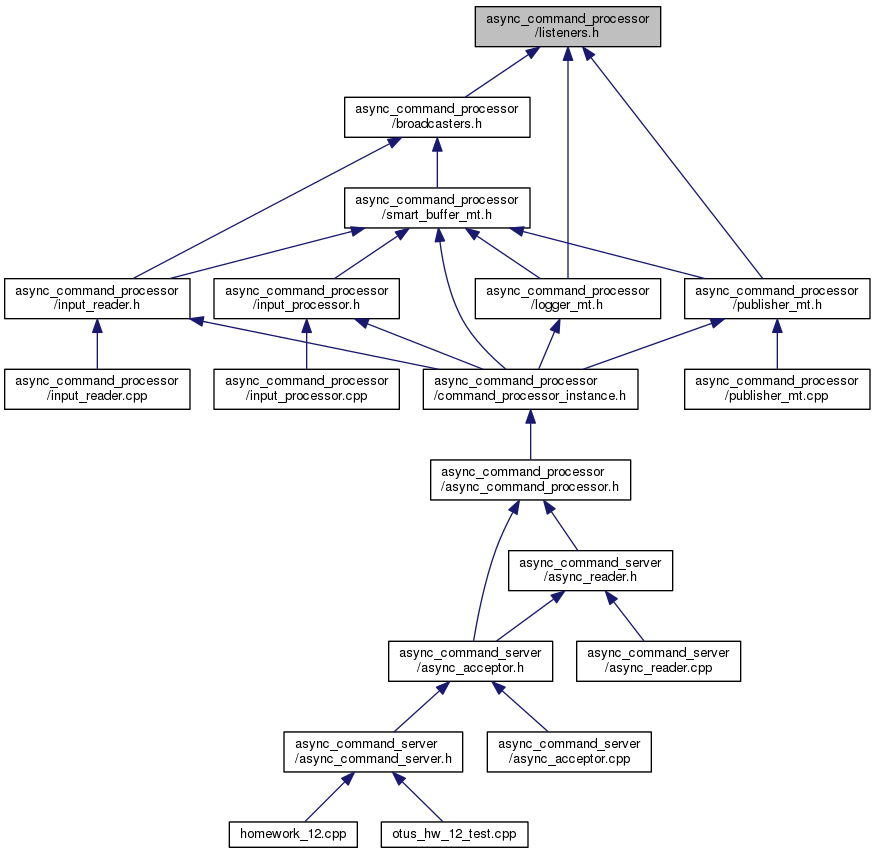 async_command_processor
/listeners.h
async_command_processor
/broadcasters.h
async_command_processor
/smart_buffer_mt.h
async_command_processor
/input_reader.h
async_command_processor
/input_processor.h
async_command_processor
/logger_mt.h
async_command_processor
/publisher_mt.h
async_command_processor
/input_reader.cpp
async_command_processor
/input_processor.cpp
async_command_processor
/command_processor_instance.h
async_command_processor
/publisher_mt.cpp
async_command_processor
/async_command_processor.h
async_command_server
/async_reader.h
async_command_server
/async_acceptor.h
async_command_server
/async_reader.cpp
async_command_server
/async_command_server.h
async_command_server
/async_acceptor.cpp
homework_12.cpp
otus_hw_12_test.cpp